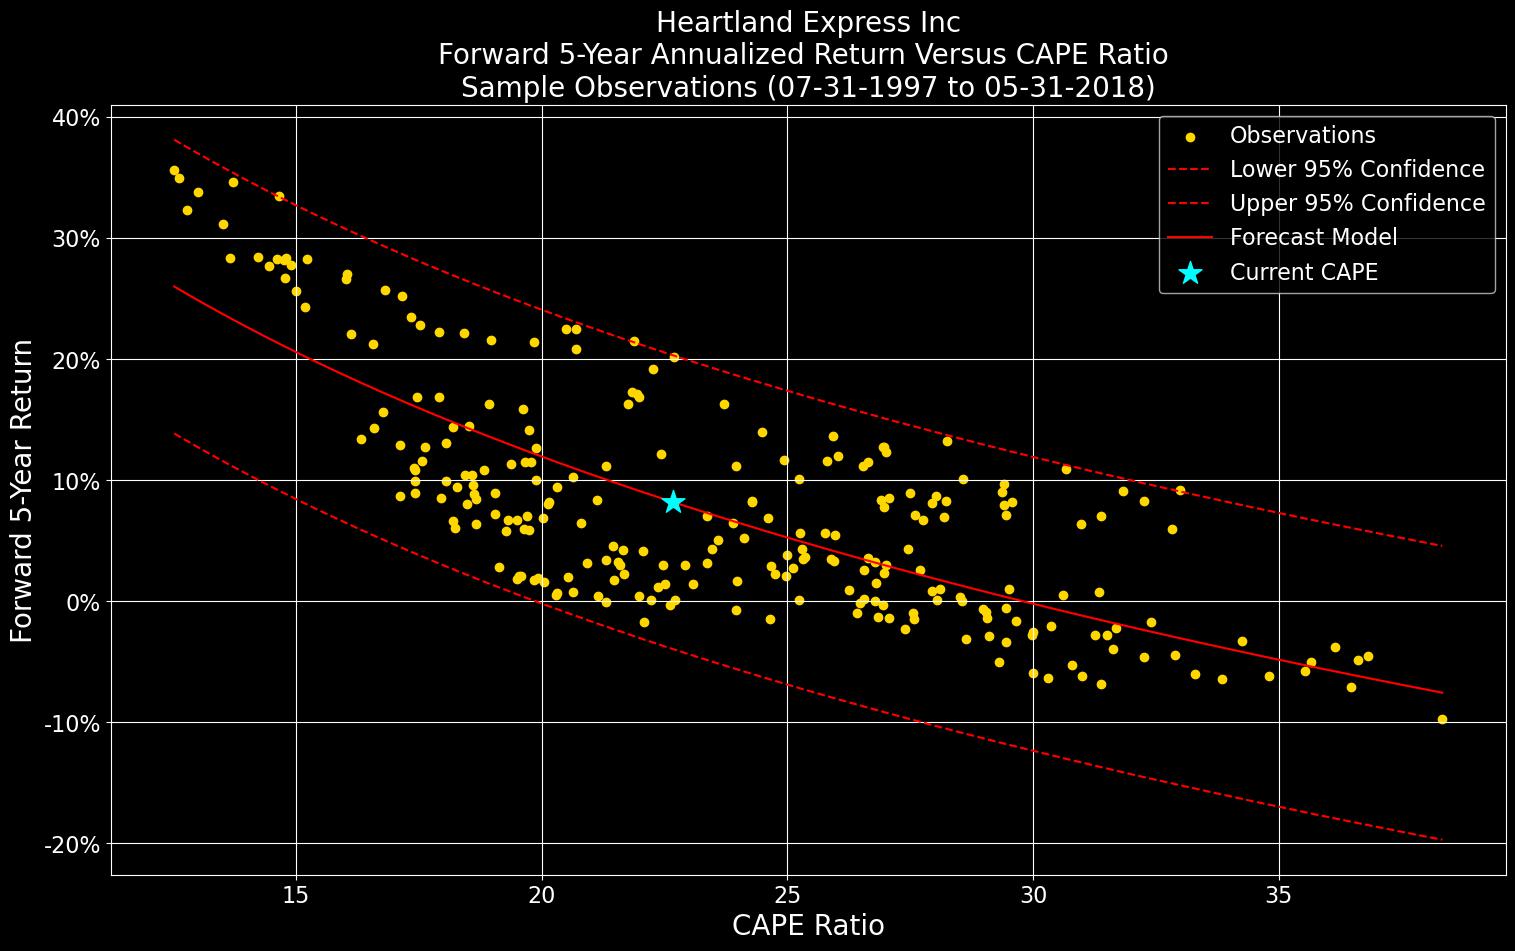 Heartland Express Inc
Forward 5-Year Annualized Return Versus CAPE Ratio
Sample Observations (07-31-1997 to 05-31-2018)
40%
30%
20%
10%
0%
-10%
-20%
Forward 5-Year Return
Observations
Lower 95% Confidence
Upper 95% Confidence
Forecast Model
Current CAPE
15
20
25
30
35
CAPE Ratio